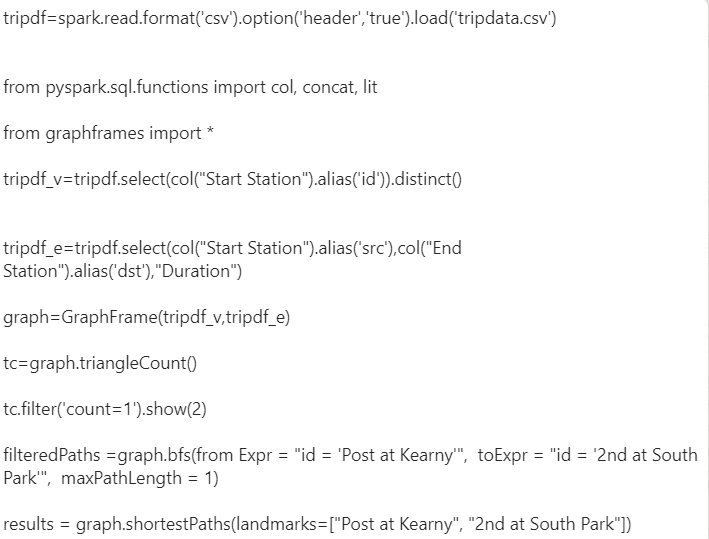 tripdf=spark.read.format('csv').option('header','true').load('tripdata.csv')
from pyspark.sql.functions import col, concat, lit
from graphframes import *
tripdf_v=tripdf.select(col("Start Station").alias('id')).distinct()
tripdf_e=tripdf.select(col("Start Station").alias('src'),col("End
Station").alias('dst'),"Duration")
graph=GraphFrame(tripdf_v,tripdf_e)
tc=graph.triangleCount()
tc.filter('count=1').show(2)
filteredPaths =graph.bfs(from Expr = "id = 'Post at Kearny'",  toExpr = "id = '2nd at South
Park'",  maxPathLength = 1)
results = graph.shortestPaths(landmarks=["Post at Kearny", "2nd at South Park"])